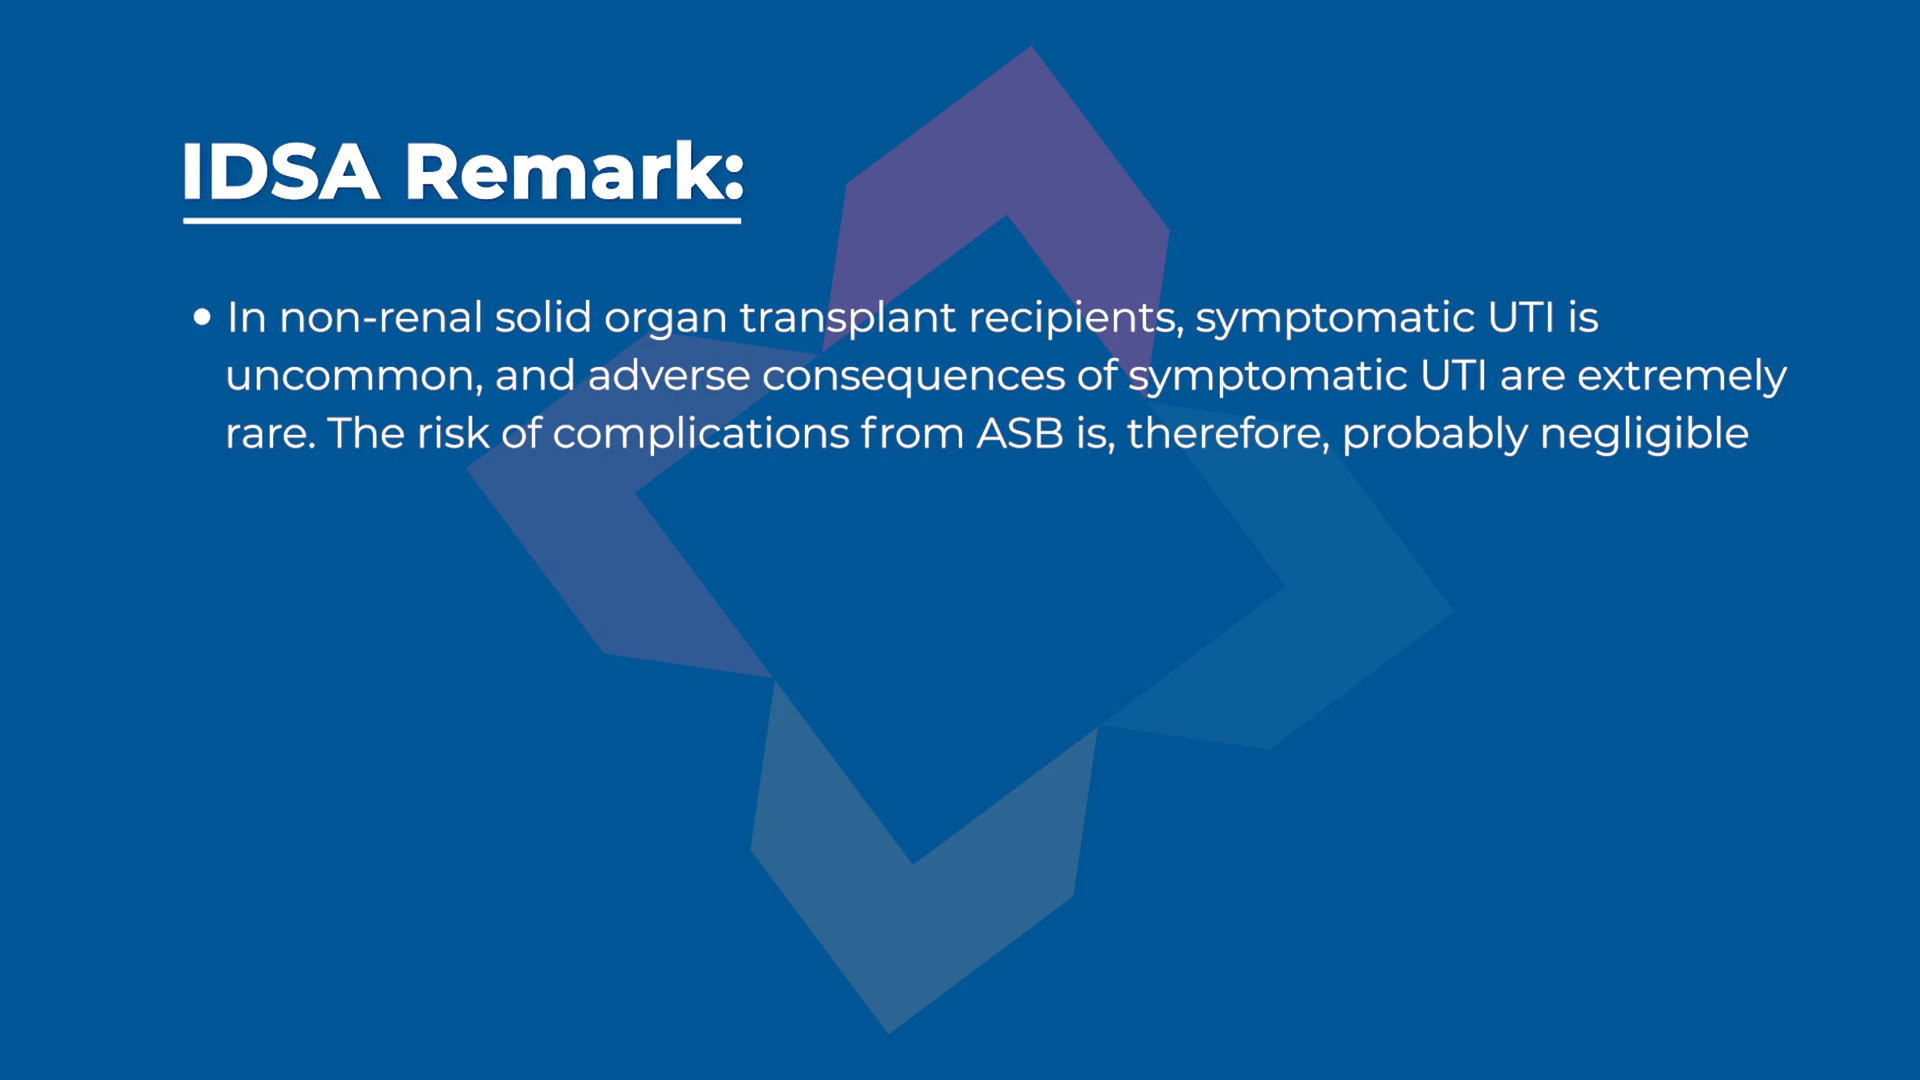 IDSA Remark:
• In non-renal solid organ transplant recipients, symptomatic UTI is
uncommon, and adverse consequences of symptomatic UTI are extremely
rare. The risk of complications from ASB is, therefore, probably negligible